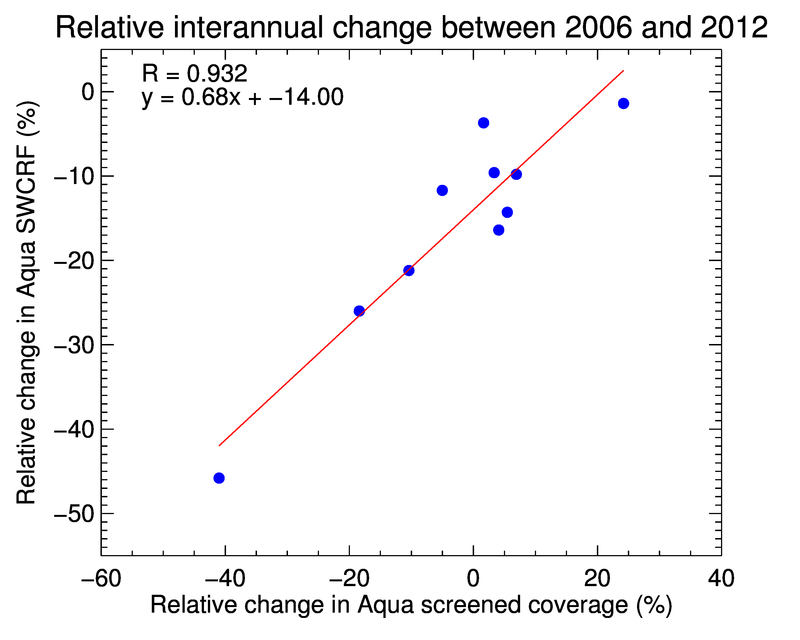 Relative interannual change between 2006 and 2012
R = 0.932
y = 0.68x + −14.00
Relative change in Aqua SWCRF (%)
0
−10
−20
−30
−40
−50
−60 −40 −20 0 20 40
Relative change in Aqua screened coverage (%)